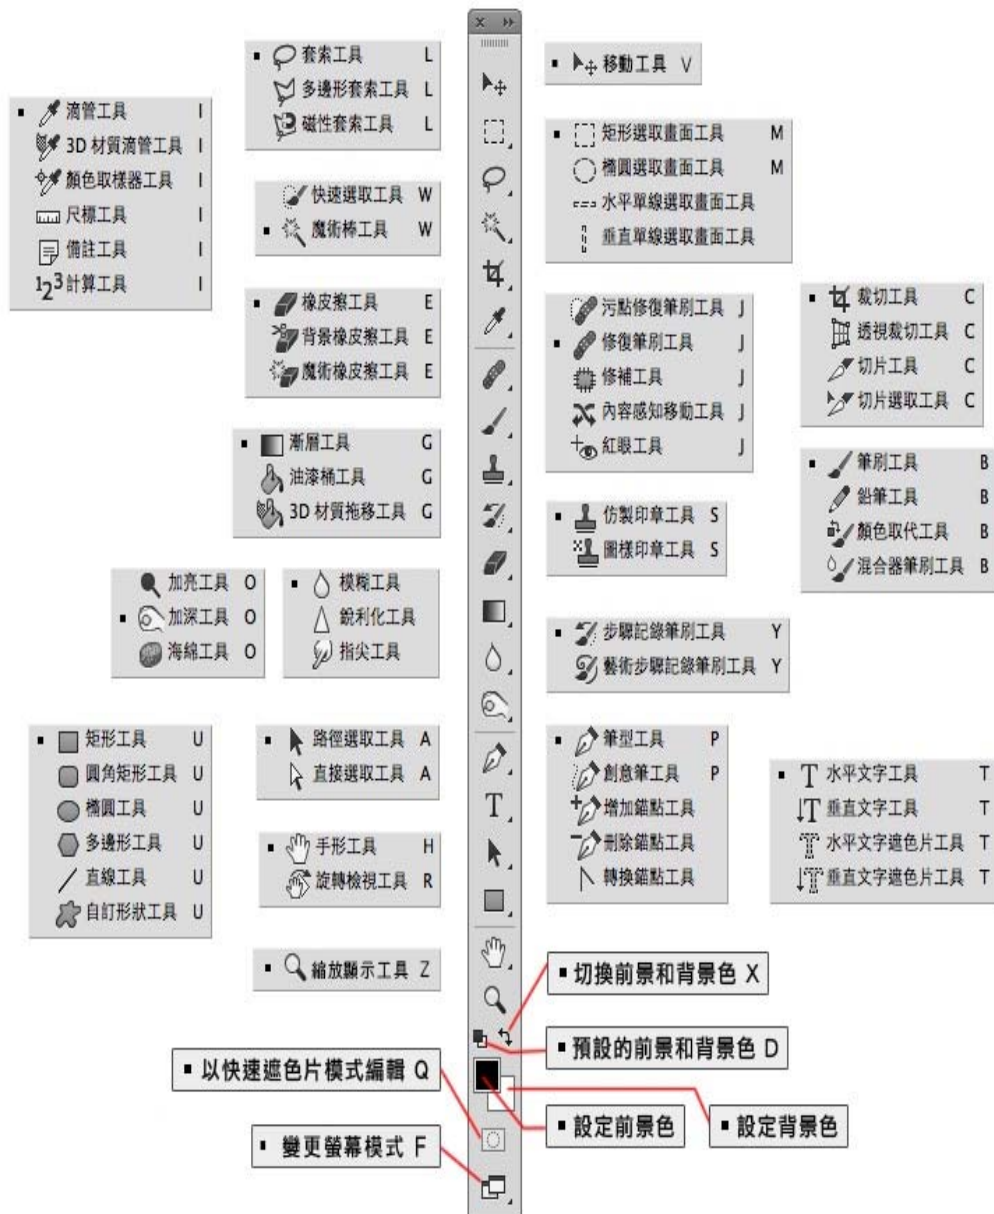 移動工具 V
套索工具 L
多邊形套索工具 L
磁性套索工具 L
滴管工具 I
3D 材質滴管工具 I
顏色取樣器工具 I
尺標工具 I
備註工具 I
123 計算工具 I
矩形選取畫面工具 M
橢圓選取畫面工具 M
水平單線選取畫面工具
垂直單線選取畫面工具
快速選取工具 W
魔術棒工具 W
橡皮擦工具 E
背景橡皮擦工具 E
魔術橡皮擦工具 E
污點修復筆刷工具 J
修復筆刷工具 J
修補工具 J
內容感知移動工具 J
紅眼工具 J
裁切工具 C
透視裁切工具 C
切片工具 C
切片選取工具 C
漸層工具 G
油漆桶工具 G
3D 材質拖移工具 G
筆刷工具 B
鉛筆工具 B
顏色取代工具 B
混合器筆刷工具 B
仿製印章工具 S
圖樣印章工具 S
加亮工具 O
加深工具 O
海綿工具 O
模糊工具
銳利化工具
指尖工具
步驟記錄筆刷工具 Y
藝術步驟記錄筆刷工具 Y
矩形工具 U
圓角矩形工具 U
橢圓工具 U
多邊形工具 U
直線工具 U
自訂形狀工具 U
路徑選取工具 A
直接選取工具 A
筆型工具 P
創意筆工具 P
增加錨點工具
刪除錨點工具
轉換錨點工具
T 水平文字工具 T
T 垂直文字工具 T
T 水平文字遮色片工具 T
T 垂直文字遮色片工具 T
T
手形工具 H
旋轉檢視工具 R
縮放顯示工具 Z
切換前景和背景色 X
預設的前景和背景色 D
以快速遮色片模式編輯 Q
設定前景色
設定背景色
變更螢幕模式 F